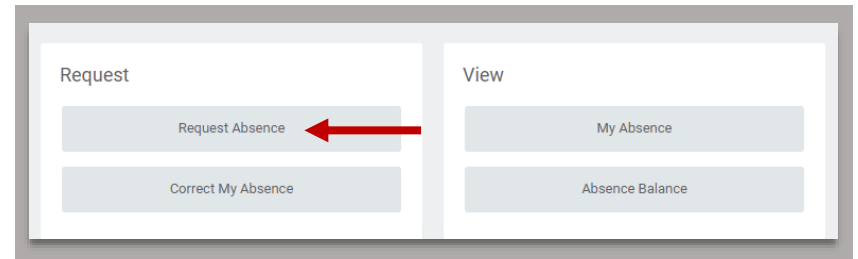 Request
Request Absence
Correct My Absence
View
My Absence
Absence Balance